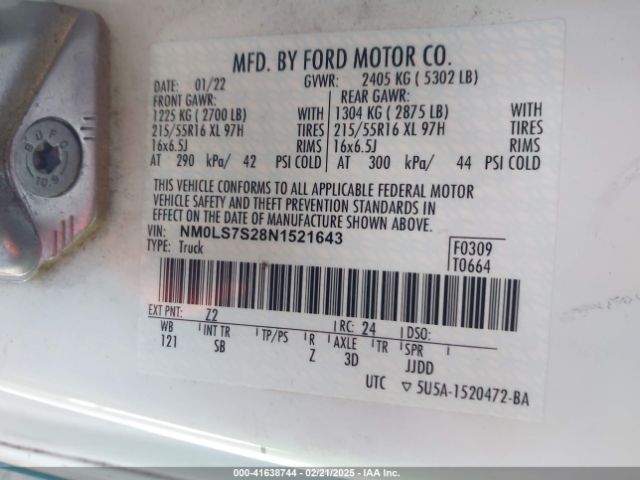 MFD. BY FORD MOTOR CO.
DATE: 01/22 GVWR: 2405 KG ( 5302 LB)
FRONT GAWR: REAR GAWR:
1225 KG ( 2700 LB) WITH 1304 KG ( 2875 LB) WITH
215/55R16 XL 97H TIRES 215/55R16 XL 97H TIRES
16x6.5J RIMS 16x6.5J RIMS
AT 290 kPa/ 42 PSI COLD AT 300 kPa/ 44 PSI COLD
THIS VEHICLE CONFORMS TO ALL APPLICABLE FEDERAL MOTOR
VEHICLE SAFETY AND THEFT PREVENTION STANDARDS IN
EFFECT ON THE DATE OF MANUFACTURE SHOWN ABOVE.
VIN: NM0LS7S28N1521643
TYPE: Truck
F0309
T0664
EXT PNT: Z2 RC: 24 DSO:
WB INT TR TP/PS R AXLE TR SPR
121 SB Z 3D JJDD
UTC ▽ 5U5A-1520472-BA
BUFO
10.9
000-41638744 - 02/21/2025 - IAA Inc.